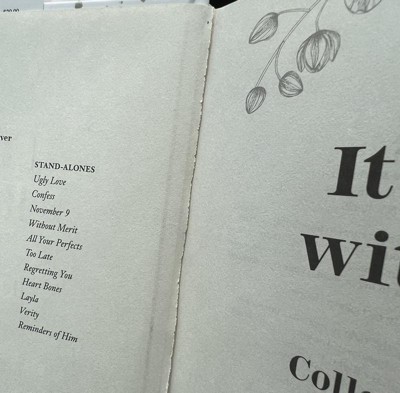 ver
STAND-ALONES
Ugly Love
Confess
November 9
Without Merit
All Your Perfects
Too Late
Regretting You
Heart Bones
Layla
Verity
Reminders of Him
It
wit
Colle